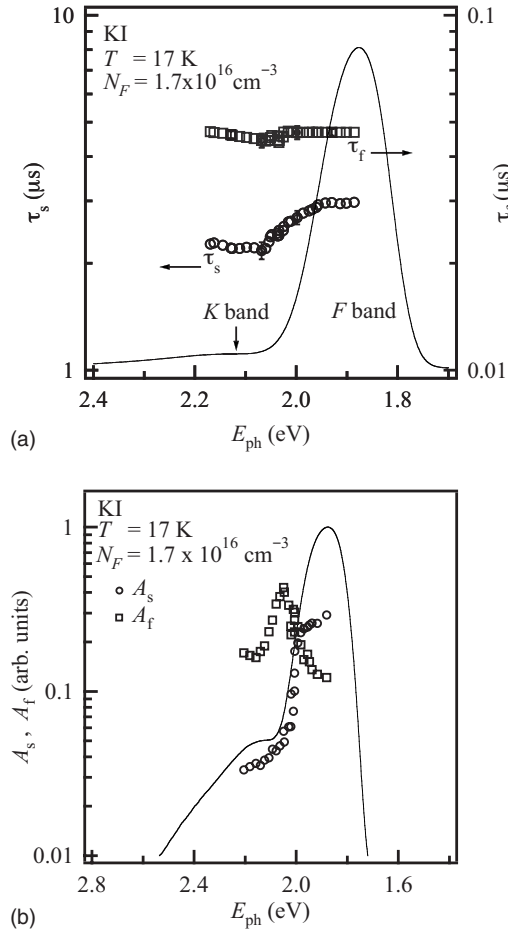 10
0.1
KI
T = 17 K
N_F = 1.7x10^16 cm^-3
τ_s (μs)
τ_f
τ_s
K band
F band
1
0.01
2.4
2.2
2.0
1.8
E_ph (eV)
(a)
KI
T = 17 K
N_F = 1.7 x 10^16 cm^-3
A_s
A_f
1
0.1
0.01
A_s , A_f (arb. units)
2.8
2.4
2.0
1.6
E_ph (eV)
(b)